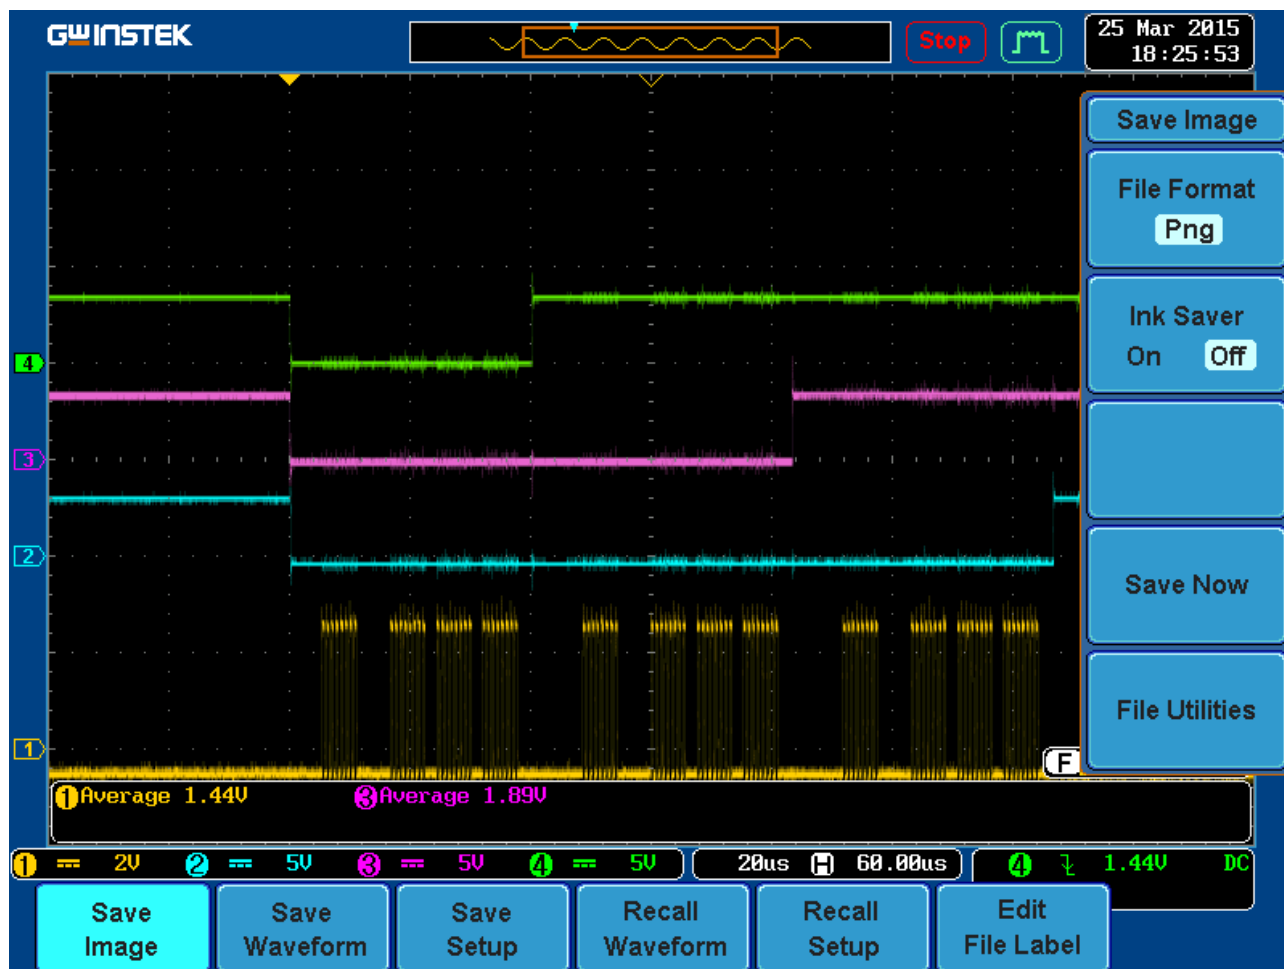 GWINSTEK
Stop
25 Mar 2015
18:25:53
Save Image
File Format
Png
Ink Saver
On Off
4
3
2
1
Save Now
File Utilities
F
1 Average 1.44V 3 Average 1.89V
1 2V 2 5V 3 5V 4 5V 20us H 60.00us 4 1.44V DC
Save Image
Save Waveform
Save Setup
Recall Waveform
Recall Setup
Edit File Label